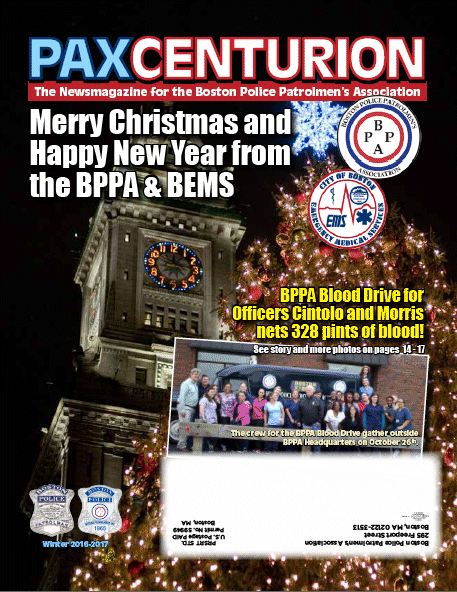 PAXCENTURION
The Newsmagazine for the Boston Police Patrolmen's Association
Merry Christmas and
Happy New Year from
the BPPA & BEMS
BOSTON POLICE PATROLMEN'S
B
P P
A
ASSOCIATION
CITY OF BOSTON
EMS
EMERGENCY MEDICAL SERVICES
BPPA Blood Drive for
Officers Cintolo and Morris
nets 328 pints of blood!
See story and more photos on pages 14 - 17
BOSTON
The crew for the BPPA Blood Drive gather outside
BPPA Headquarters on October 26th.
BOSTON
POLICE
PATROLMAN
BOSTON
POLICE
1965
Winter 2016-2017
Boston Police Patrolmen's Association
295 Freeport Street
Boston, MA 02122-3513
PRSRT. STD.
U.S. Postage PAID
Permit No. 59969
Boston,
MA